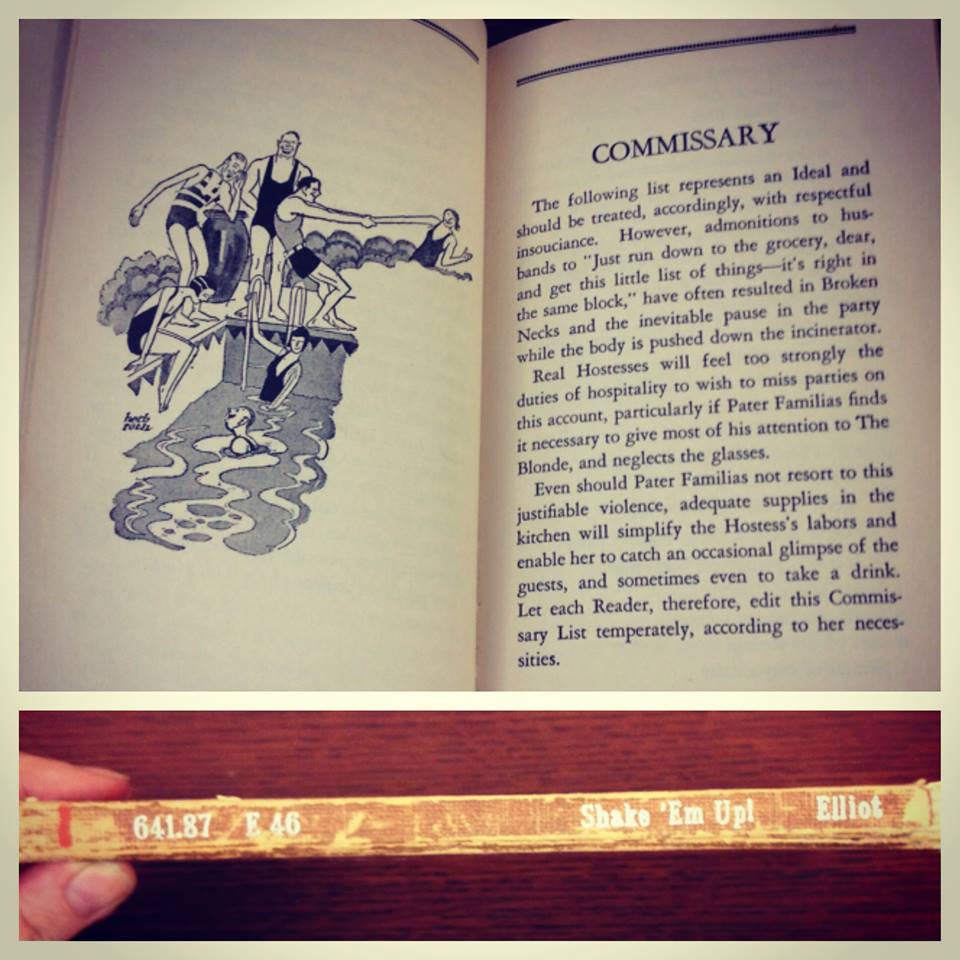 herb
roth
COMMISSARY
The following list represents an Ideal and
should be treated, accordingly, with respectful
insouciance. However, admonitions to hus-
bands to "Just run down to the grocery, dear,
and get this little list of things—it's right in
the same block," have often resulted in Broken
Necks and the inevitable pause in the party
while the body is pushed down the incinerator.
Real Hostesses will feel too strongly the
duties of hospitality to wish to miss parties on
this account, particularly if Pater Familias finds
it necessary to give most of his attention to The
Blonde, and neglects the glasses.
Even should Pater Familias not resort to this
justifiable violence, adequate supplies in the
kitchen will simplify the Hostess's labors and
enable her to catch an occasional glimpse of the
guests, and sometimes even to take a drink.
Let each Reader, therefore, edit this Commis-
sary List temperately, according to her neces-
sities.
641.87 E 46 Shake 'Em Up! Elliot